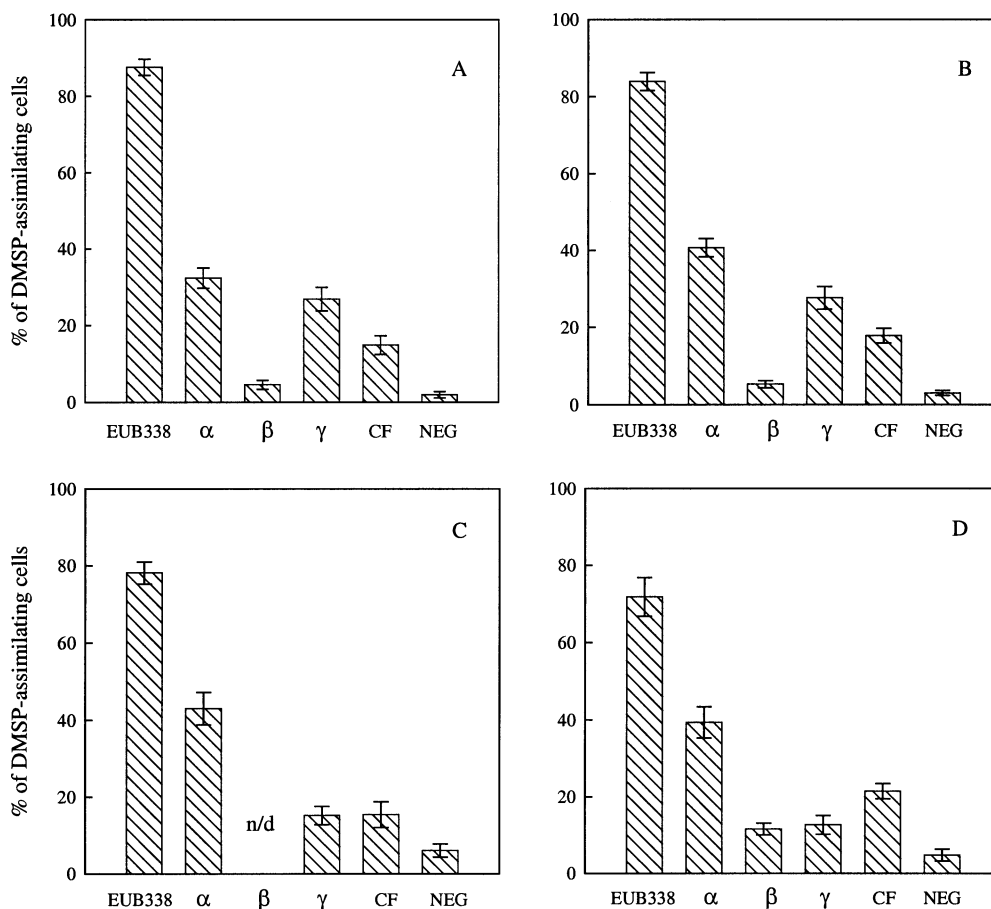 % of DMSP-assimilating cells
100
80
60
40
20
0
A
EUB338 α β γ CF NEG
100
80
60
40
20
0
B
EUB338 α β γ CF NEG
% of DMSP-assimilating cells
100
80
60
40
20
0
C
n/d
EUB338 α β γ CF NEG
100
80
60
40
20
0
D
EUB338 α β γ CF NEG